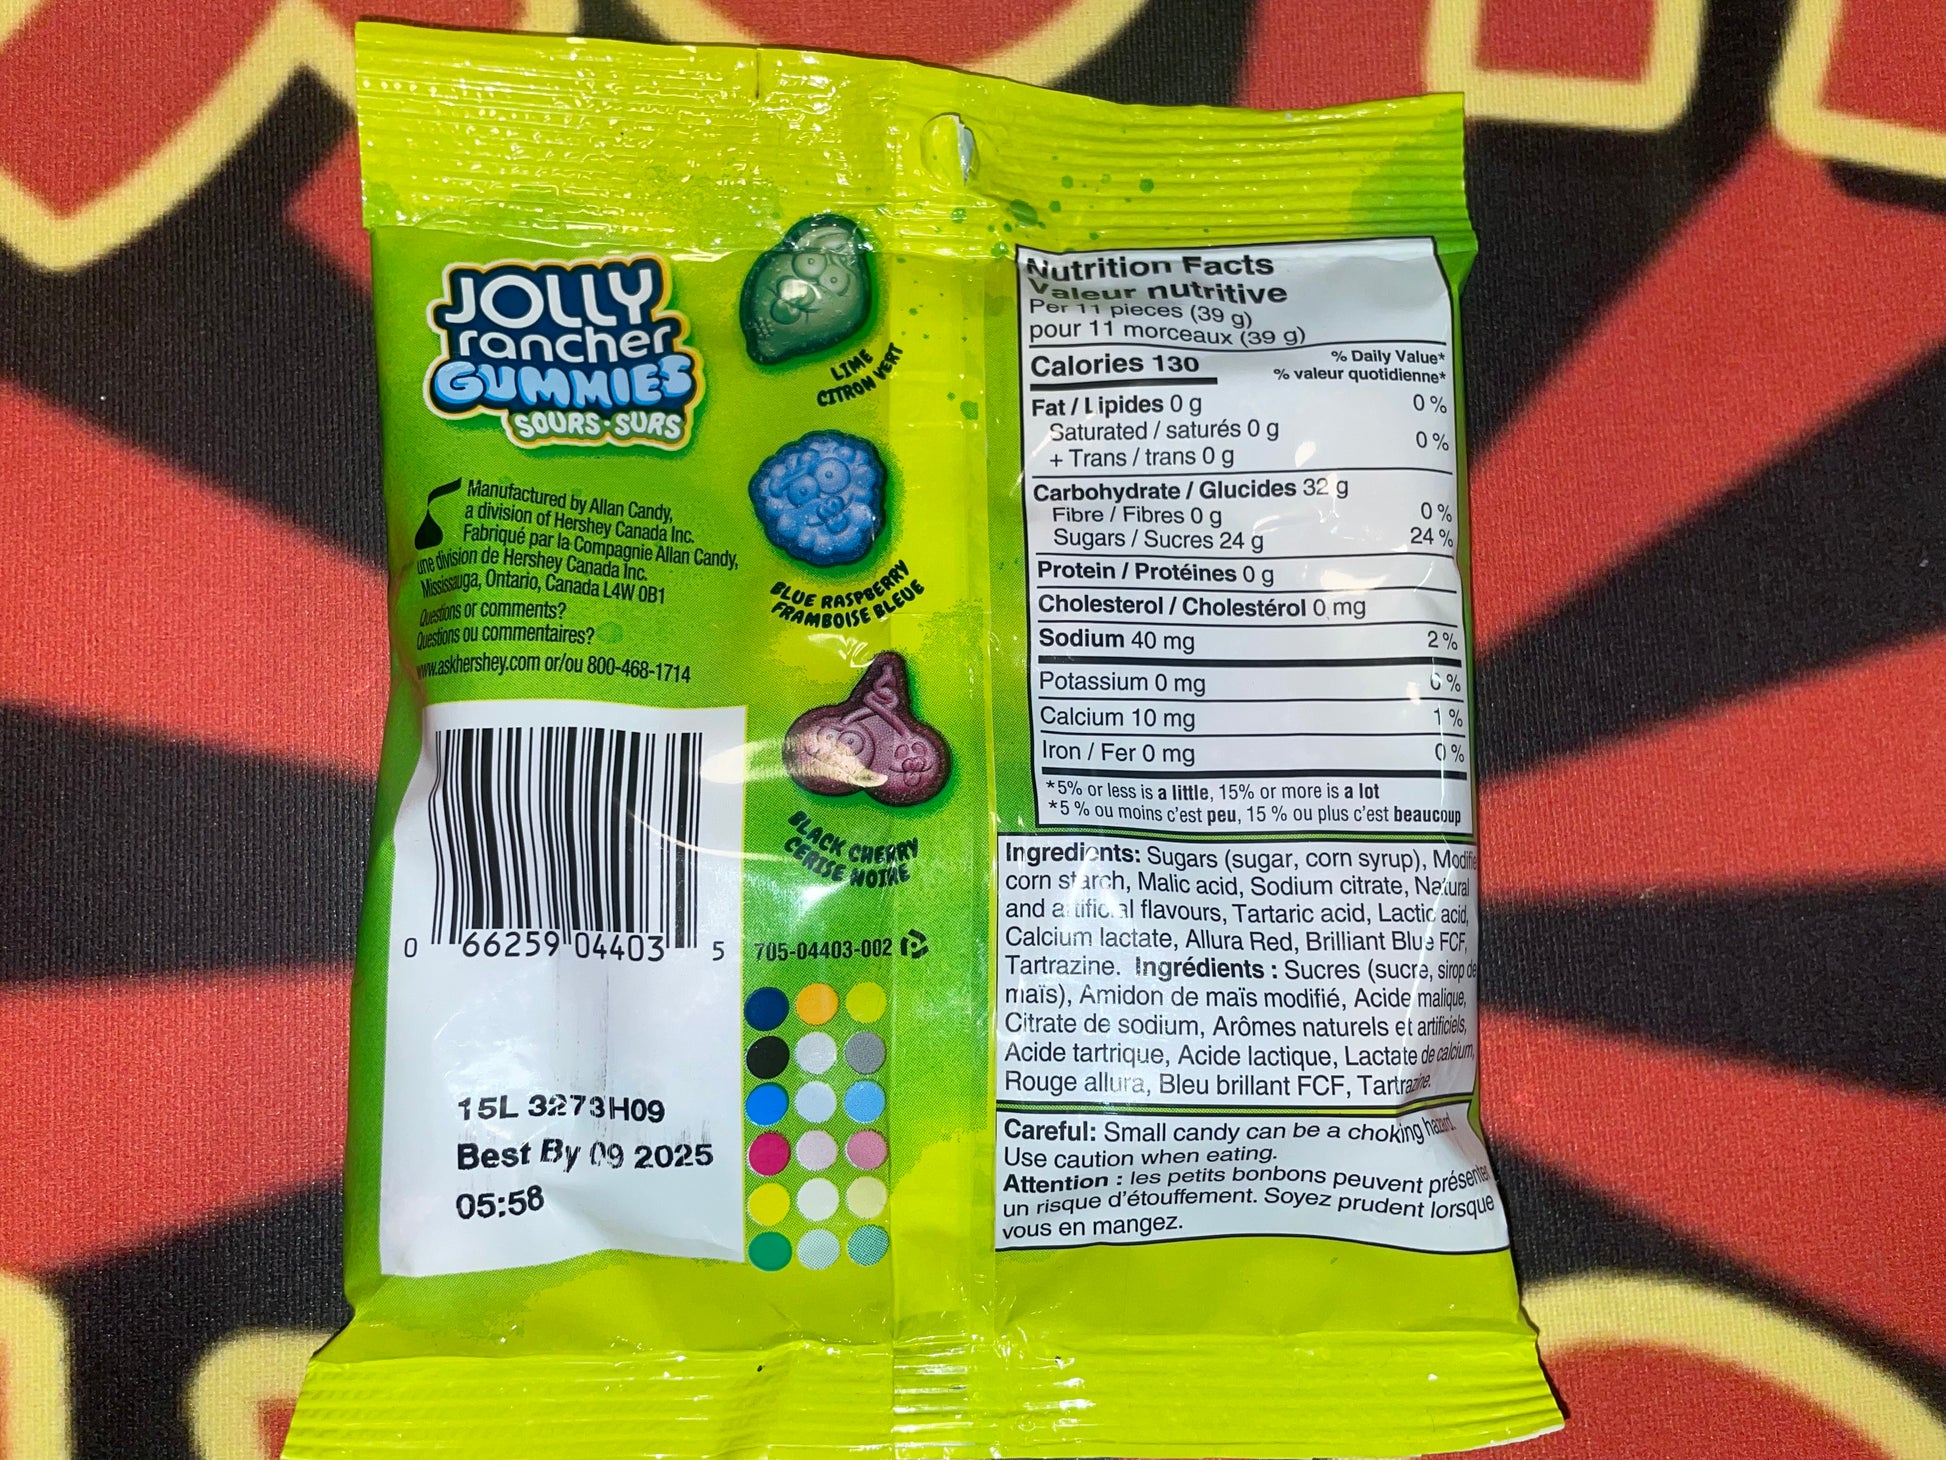 JOLLY
rancher
GUMMIES
SOURS·SURS
Manufactured by Allan Candy,
a division of Hershey Canada Inc.
Fabriqué par la Compagnie Allan Candy,
une division de Hershey Canada Inc.
Mississauga, Ontario, Canada L4W 0B1
Questions or comments?
Questions ou commentaires?
www.askhershey.com or/ou 800-468-1714
0 66259 04403 5
15L 3273H09
Best By 09 2025
05:58
LIME
CITRON VERT
BLUE RASPBERRY
FRAMBOISE BLEUE
BLACK CHERRY
CERISE NOIRE
705-04403-002
Nutrition Facts
Valeur nutritive
Per 11 pieces (39 g)
pour 11 morceaux (39 g)
Calories 130
% Daily Value*
% valeur quotidienne*
Fat / Lipides 0 g 0 %
Saturated / saturés 0 g
+ Trans / trans 0 g 0 %
Carbohydrate / Glucides 32 g
Fibre / Fibres 0 g 0 %
Sugars / Sucres 24 g 24 %
Protein / Protéines 0 g
Cholesterol / Cholestérol 0 mg
Sodium 40 mg 2 %
Potassium 0 mg 0 %
Calcium 10 mg 1 %
Iron / Fer 0 mg 0 %
*5% or less is a little, 15% or more is a lot
*5 % ou moins c'est peu, 15 % ou plus c'est beaucoup
Ingredients: Sugars (sugar, corn syrup), Modifie
corn starch, Malic acid, Sodium citrate, Natural
and artificial flavours, Tartaric acid, Lactic acid,
Calcium lactate, Allura Red, Brilliant Blue FCF,
Tartrazine. Ingrédients : Sucres (sucre, sirop de
maïs), Amidon de maïs modifié, Acide malique,
Citrate de sodium, Arômes naturels et artificiels,
Acide tartrique, Acide lactique, Lactate de calcium,
Rouge allura, Bleu brillant FCF, Tartrazine.
Careful: Small candy can be a choking hazard.
Use caution when eating.
Attention : les petits bonbons peuvent présenter
un risque d'étouffement. Soyez prudent lorsque
vous en mangez.